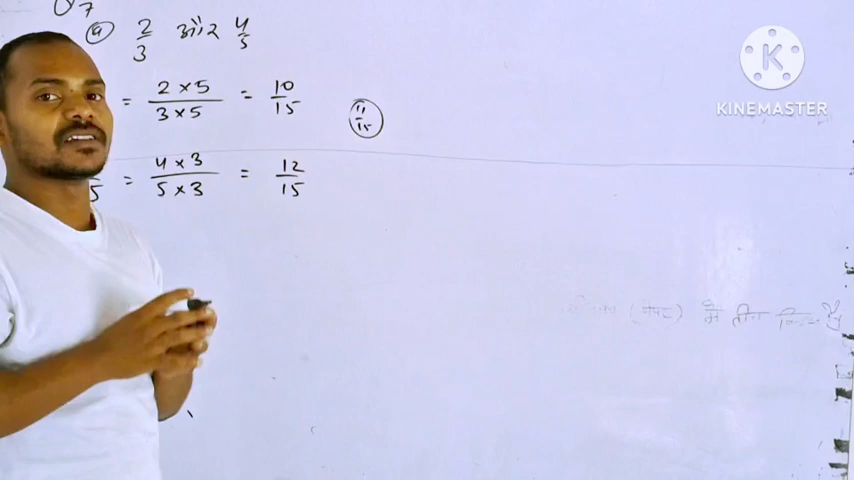 Q 7
(a) 2/3 और 4/5
= 2 × 5 / 3 × 5 = 10/15
11/15
5 = 4 × 3 / 5 × 3 = 12/15
K
KINEMASTER
में तीन